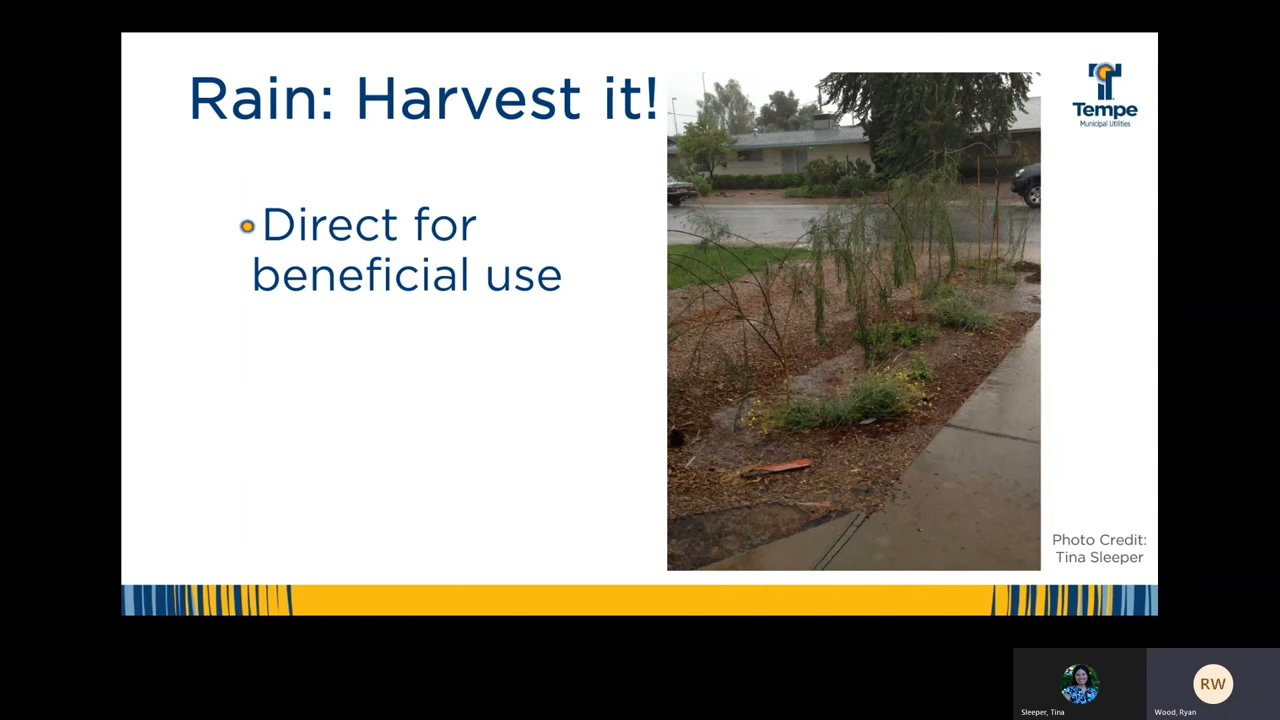 Rain: Harvest it!
Tempe
Municipal Utilities
Direct for
beneficial use
Photo Credit:
Tina Sleeper
RW
Sleeper, Tina
Wood, Ryan